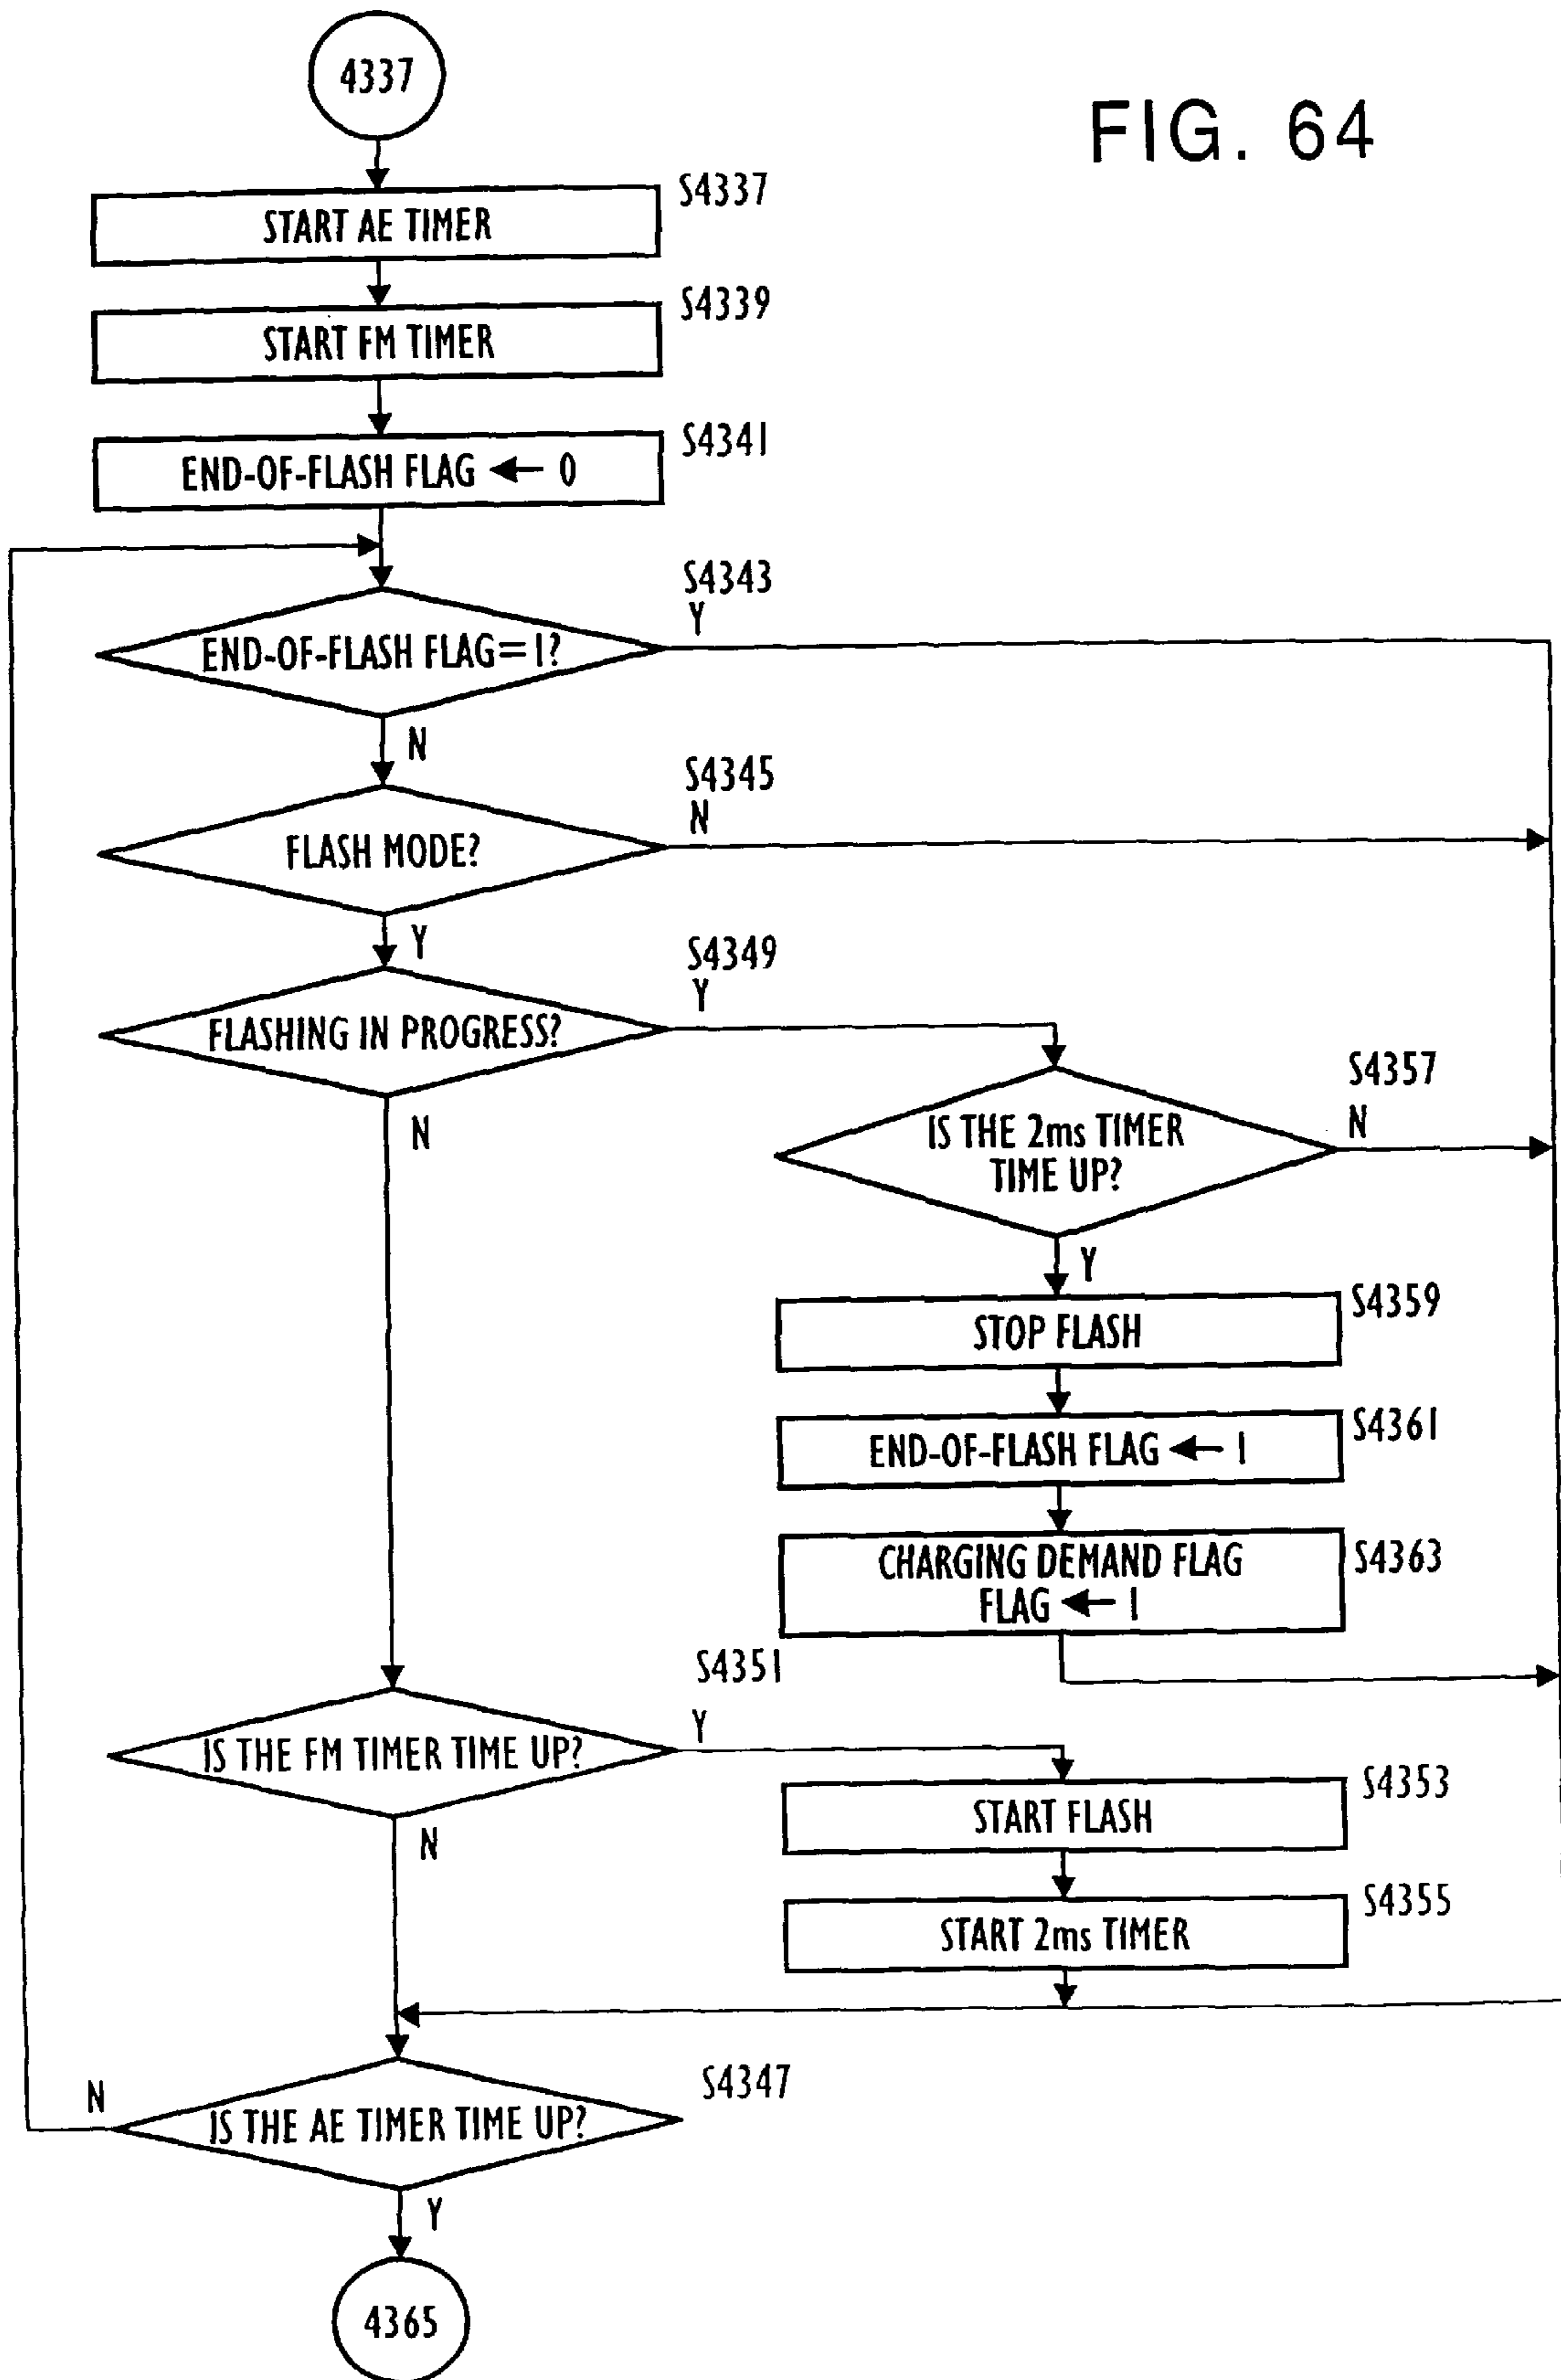 4337
FIG. 64
S4337
START AE TIMER
S4339
START FM TIMER
S4341
END-OF-FLASH FLAG ← 0
S4343
Y
END-OF-FLASH FLAG=1?
N
S4345
N
FLASH MODE?
Y
S4349
Y
FLASHING IN PROGRESS?
N
S4357
N
IS THE 2ms TIMER
TIME UP?
Y
S4359
STOP FLASH
S4361
END-OF-FLASH FLAG ← 1
S4363
CHARGING DEMAND FLAG
FLAG ← 1
S4351
Y
IS THE FM TIMER TIME UP?
N
S4353
START FLASH
S4355
START 2ms TIMER
S4347
N
IS THE AE TIMER TIME UP?
Y
4365